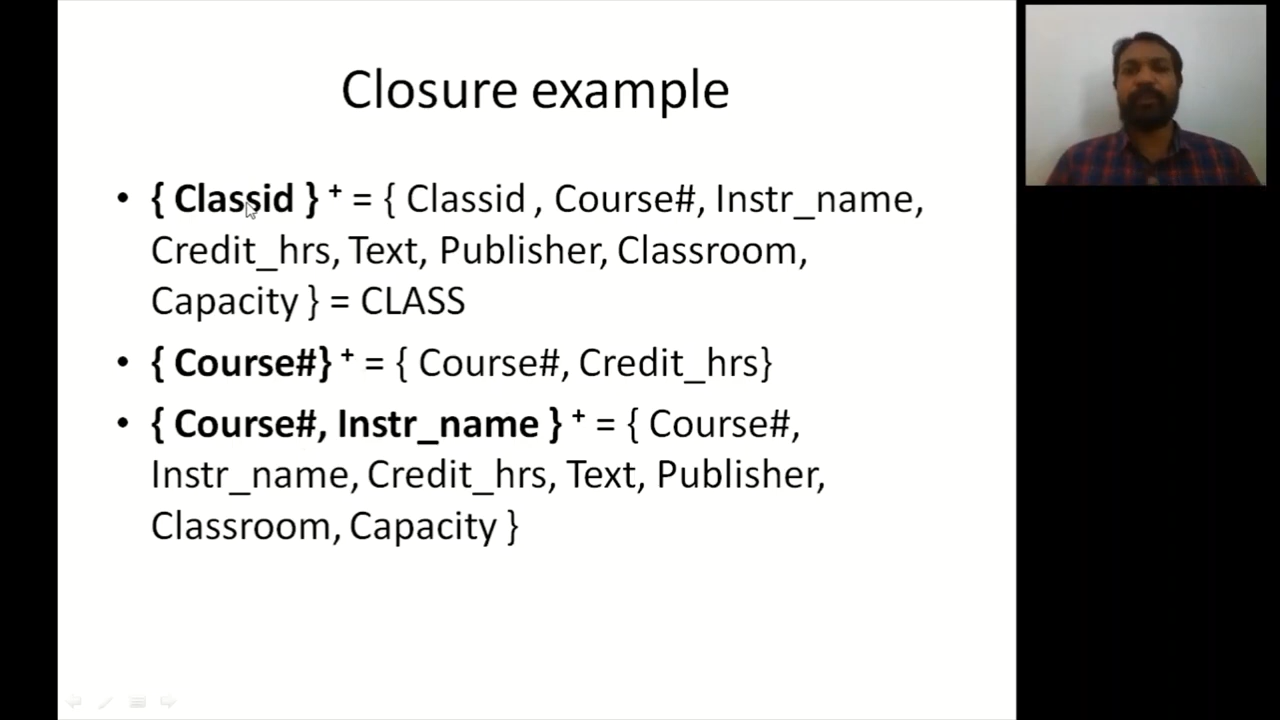 Closure example
• { Classid } + = { Classid , Course#, Instr_name,
Credit_hrs, Text, Publisher, Classroom,
Capacity } = CLASS
• { Course#} + = { Course#, Credit_hrs}
• { Course#, Instr_name } + = { Course#,
Instr_name, Credit_hrs, Text, Publisher,
Classroom, Capacity }